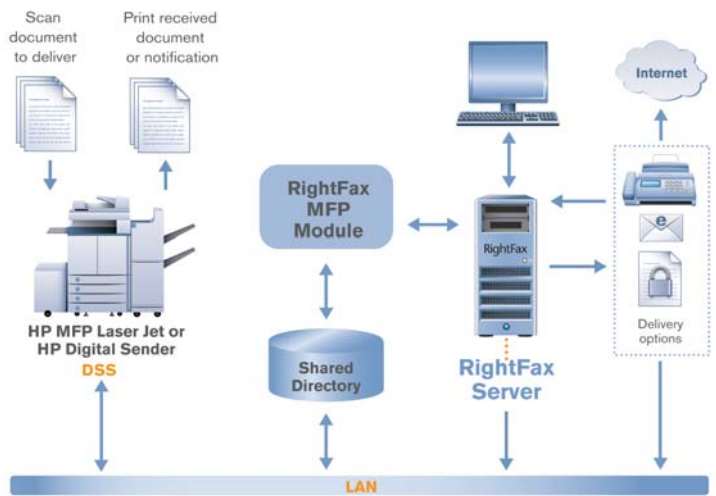 Scan
document
to deliver
Print received
document
or notification
Internet
RightFax
MFP
Module
RightFax
HP MFP Laser Jet or
HP Digital Sender
DSS
Shared
Directory
RightFax
Server
e
Delivery
options
LAN